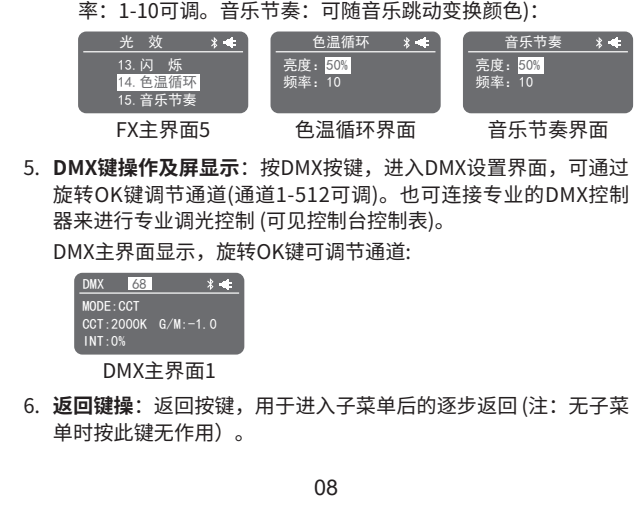 率：1-10可调。音乐节奏：可随音乐跳动变换颜色)：
光 效
13. 闪 烁
14. 色温循环
15. 音乐节奏
FX主界面5
色温循环
亮度：50%
频率：10
色温循环界面
音乐节奏
亮度：50%
频率：10
音乐节奏界面
5. DMX键操作及屏显示：按DMX按键，进入DMX设置界面，可通过
旋转OK键调节通道(通道1-512可调)。也可连接专业的DMX控制
器来进行专业调光控制 (可见控制台控制表)。
DMX主界面显示，旋转OK键可调节通道:
DMX 68
MODE:CCT
CCT:2000K G/M:-1.0
INT:0%
DMX主界面1
6. 返回键操：返回按键，用于进入子菜单后的逐步返回 (注：无子菜
单时按此键无作用）。
08